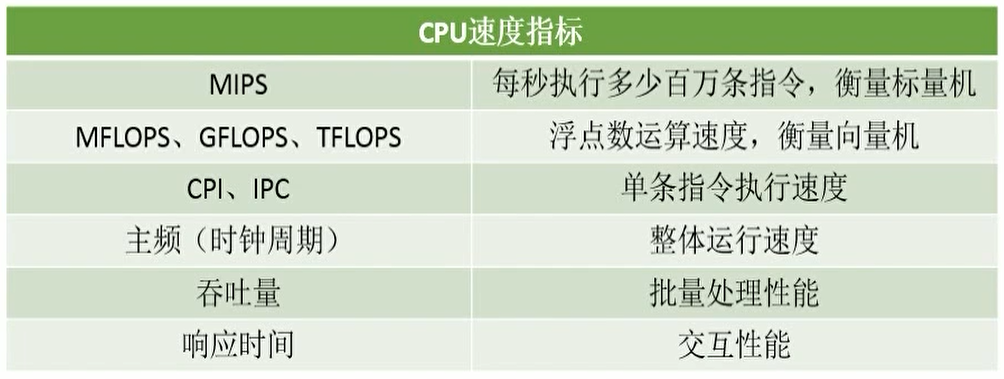 CPU速度指标
MIPS 每秒执行多少百万条指令，衡量标量机
MFLOPS、GFLOPS、TFLOPS 浮点数运算速度，衡量向量机
CPI、IPC 单条指令执行速度
主频（时钟周期） 整体运行速度
吞吐量 批量处理性能
响应时间 交互性能